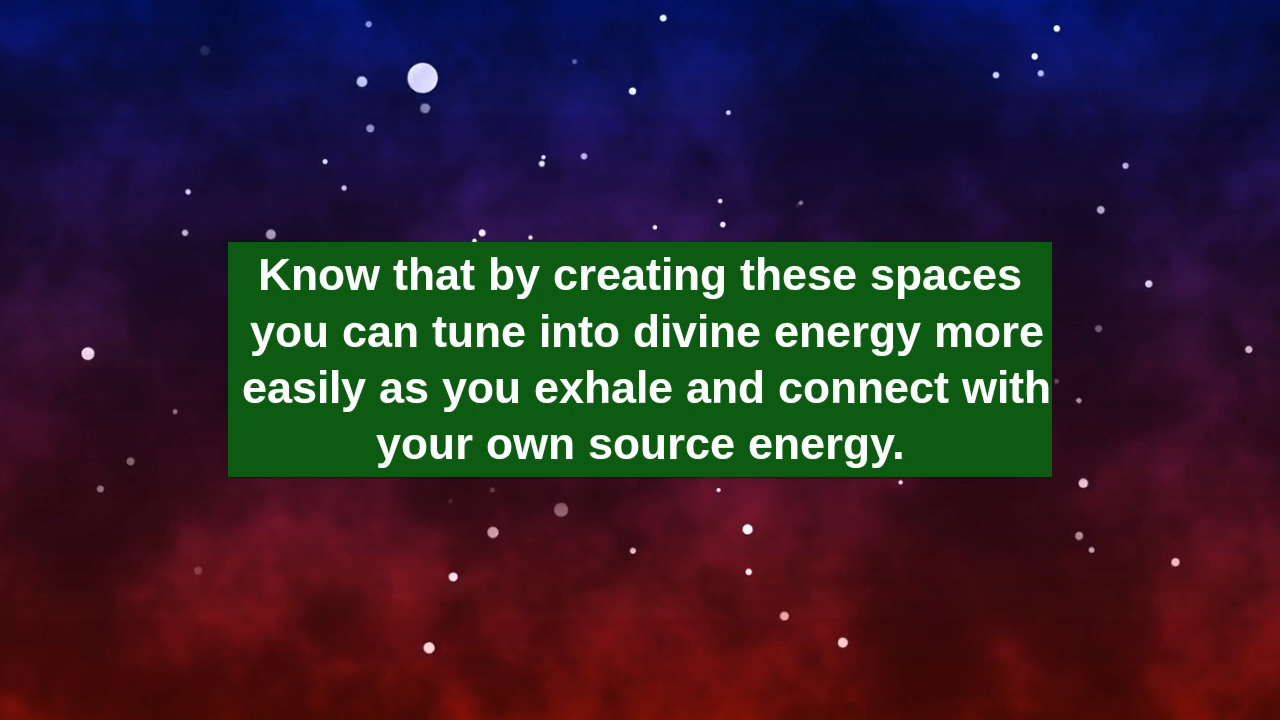 Know that by creating these spaces
you can tune into divine energy more
easily as you exhale and connect with
your own source energy.